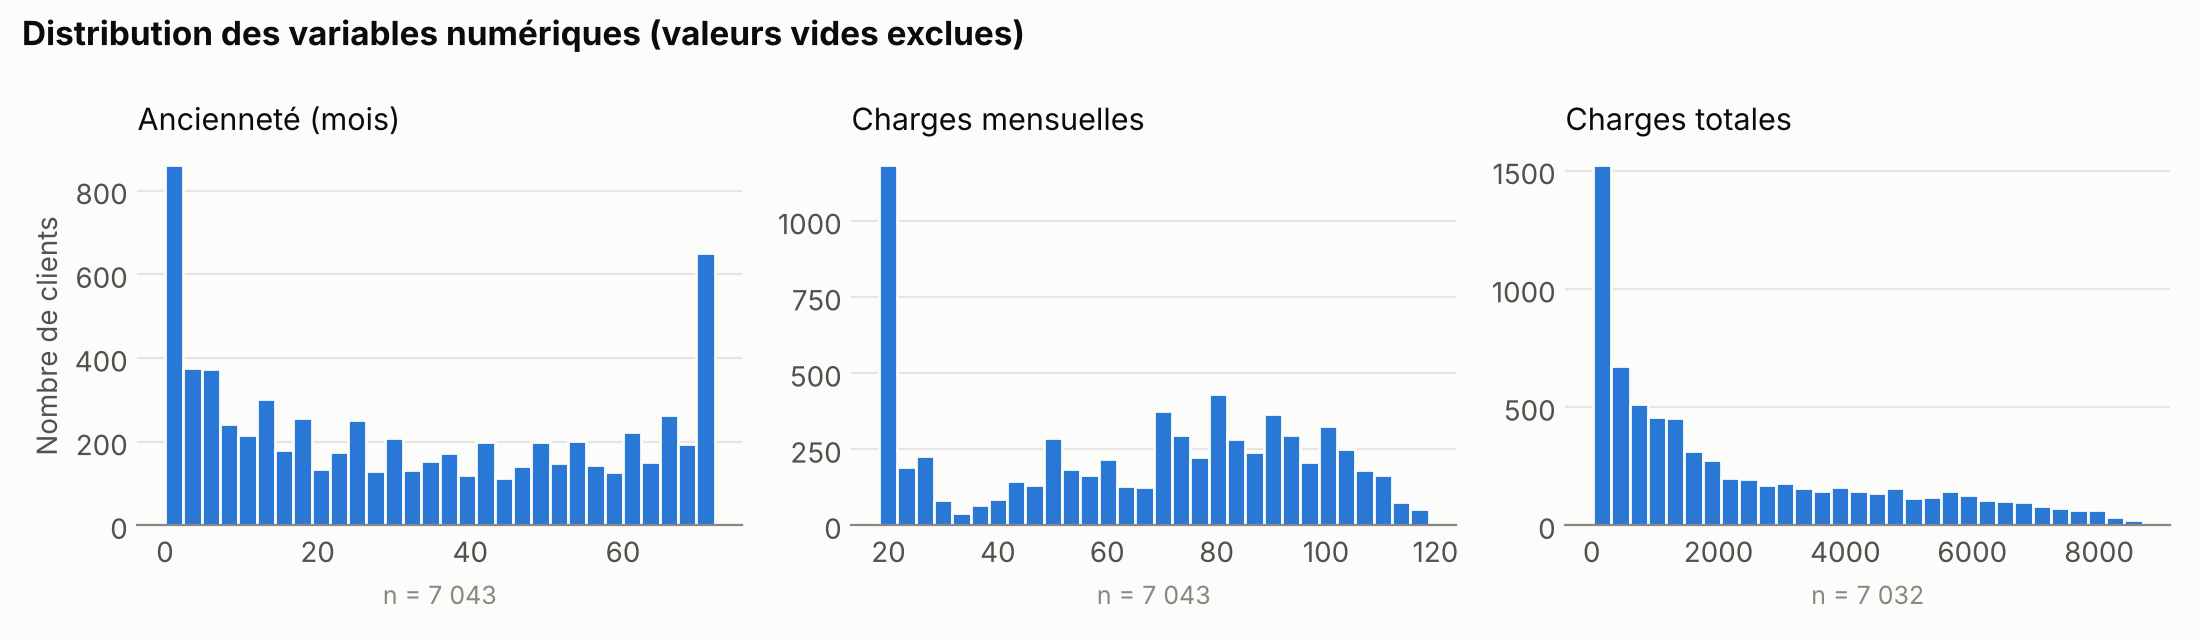 Distribution des variables numériques (valeurs vides exclues)
Ancienneté (mois)
Nombre de clients
800
600
400
200
0
0 20 40 60
n = 7 043
Charges mensuelles
1000
750
500
250
0
20 40 60 80 100 120
n = 7 043
Charges totales
1500
1000
500
0
0 2000 4000 6000 8000
n = 7 032